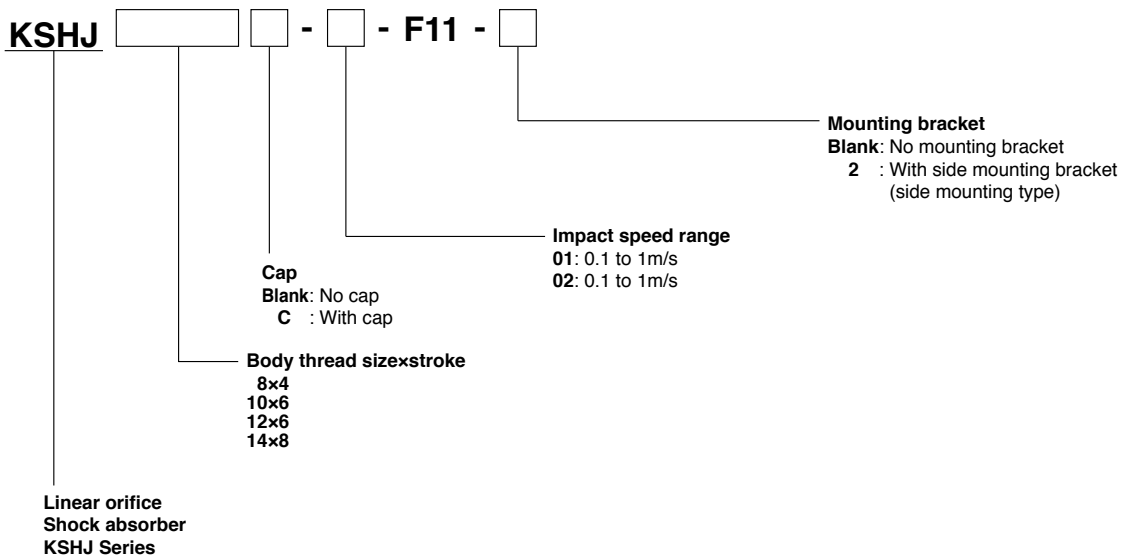 KSHJ - - F11 -
Mounting bracket
Blank: No mounting bracket
2 : With side mounting bracket
(side mounting type)
Impact speed range
01: 0.1 to 1m/s
02: 0.1 to 1m/s
Cap
Blank: No cap
C : With cap
Body thread size×stroke
8×4
10×6
12×6
14×8
Linear orifice
Shock absorber
KSHJ Series